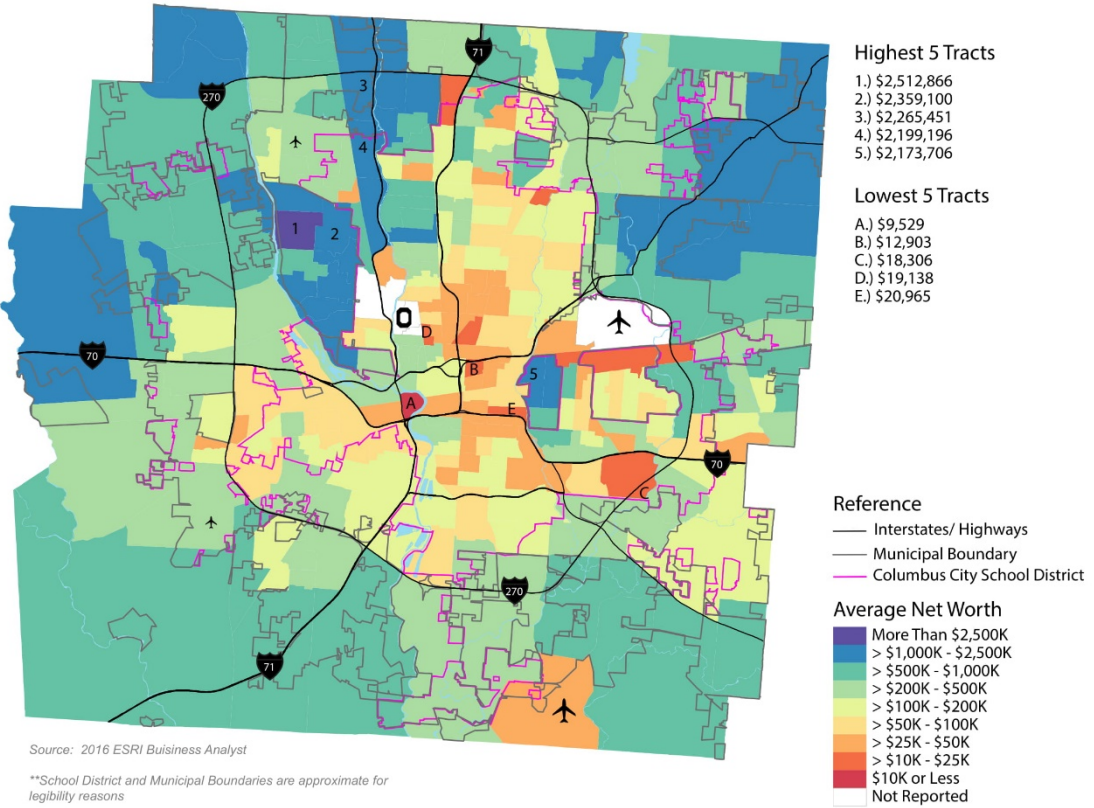 71
270
3
4
1
2
D
70
B
5
A
E
70
C
270
71
Highest 5 Tracts
1.) $2,512,866
2.) $2,359,100
3.) $2,265,451
4.) $2,199,196
5.) $2,173,706
Lowest 5 Tracts
A.) $9,529
B.) $12,903
C.) $18,306
D.) $19,138
E.) $20,965
Reference
Interstates/ Highways
Municipal Boundary
Columbus City School District
Average Net Worth
More Than $2,500K
> $1,000K - $2,500K
> $500K - $1,000K
> $200K - $500K
> $100K - $200K
> $50K - $100K
> $25K - $50K
> $10K - $25K
$10K or Less
Not Reported
Source: 2016 ESRI Buisiness Analyst
**School District and Municipal Boundaries are approximate for
legibility reasons